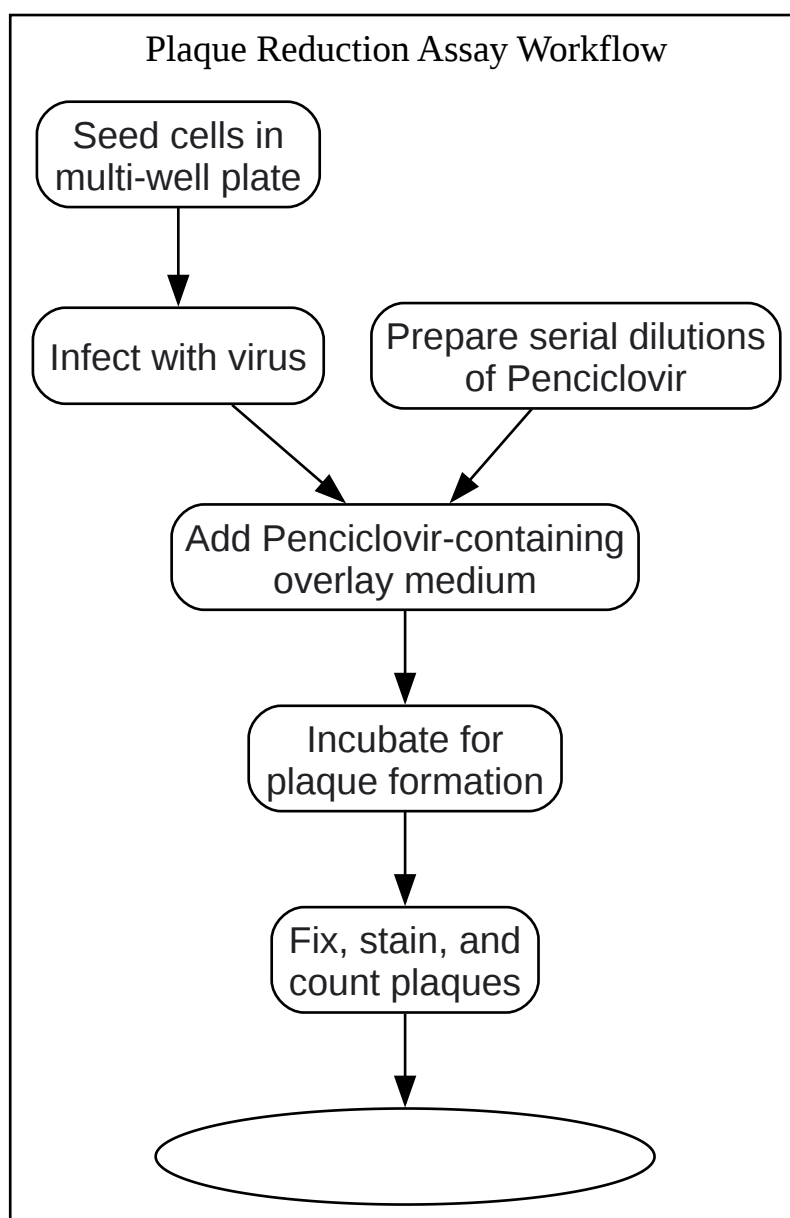 Plaque Reduction Assay Workflow
Seed cells in
multi-well plate
Infect with virus
Prepare serial dilutions
of Penciclovir
Add Penciclovir-containing
overlay medium
Incubate for
plaque formation
Fix, stain, and
count plaques